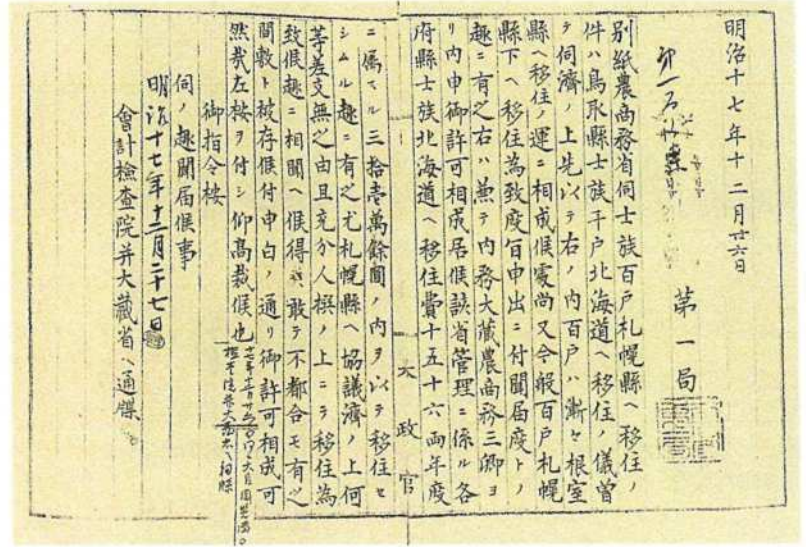 明治十七年十二月廿六日
第一局
別紙農商務省伺士族百戸札幌縣ヘ移住ノ
件ハ鳥取縣士族千戸北海道ヘ移住ノ儀曽
テ伺濟ノ上先以テ右ノ内百戸ハ漸ク根室
縣ヘ移住ノ運ニ相成候處尚又今般百戸札幌
縣下ヘ移住為致度旨申出ニ付聞届度トノ
趣ニ有之右ハ兼テ内務大藏農商務三卿ヨ
リ内申御許可相成居候該省管理ニ係ル各
府縣士族北海道ヘ移住費十五十六両年度
ニ属スル三拾壱萬餘圓ノ内ヲ以テ移住セ
シムル趣ニ有之尤札幌縣ヘ協議濟ノ上何
等差支無之由且充分人撰ノ上ニテ移住為
致候趣ニ相聞ヘ候得共敢テ不都合モ有之
間敷ト被存候付申白ノ通リ御許可相成可
然哉左按ヲ付シ仰高裁候也
御指令按
伺ノ趣聞届候事
明治十七年十二月二十七日
會計檢査院并大藏省ヘ通牒
太政官